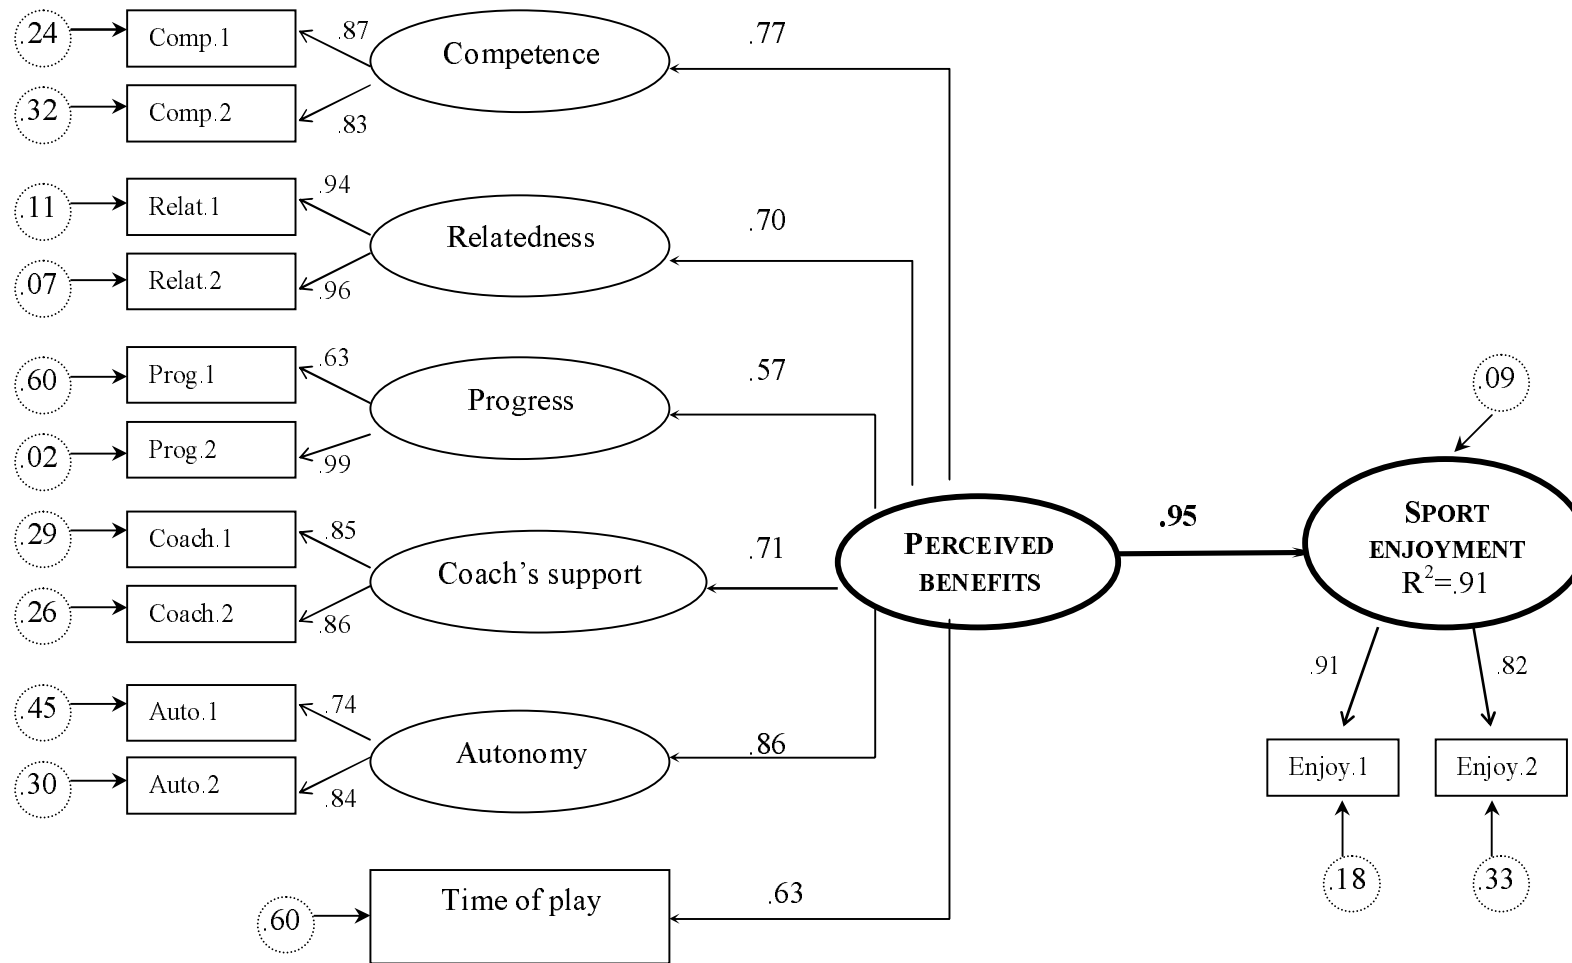 .24
Comp.1
.87
Competence
.77
.32
Comp.2
.83
.11
Relat.1
.94
Relatedness
.70
.07
Relat.2
.96
.60
Prog.1
.63
Progress
.57
.02
Prog.2
.99
.29
Coach.1
.85
Coach's support
.71
.26
Coach.2
.86
.45
Auto.1
.74
Autonomy
.86
.30
Auto.2
.84
.60
Time of play
.63
PERCEIVED
BENEFITS
.95
.09
SPORT
ENJOYMENT
R²=.91
.91
.82
Enjoy.1
Enjoy.2
.18
.33